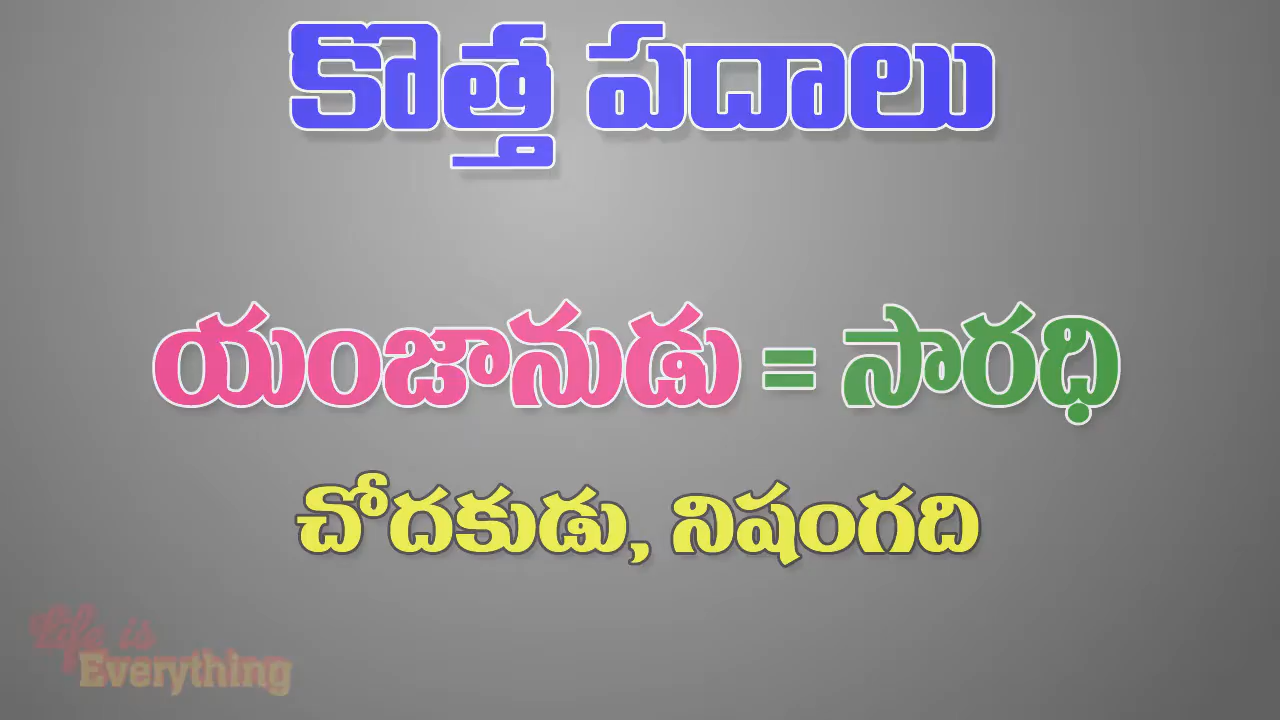 కొత్త పదాలు
యంజానుడు = సారధి
చోదకుడు, నిషంగది
Life is
Everything